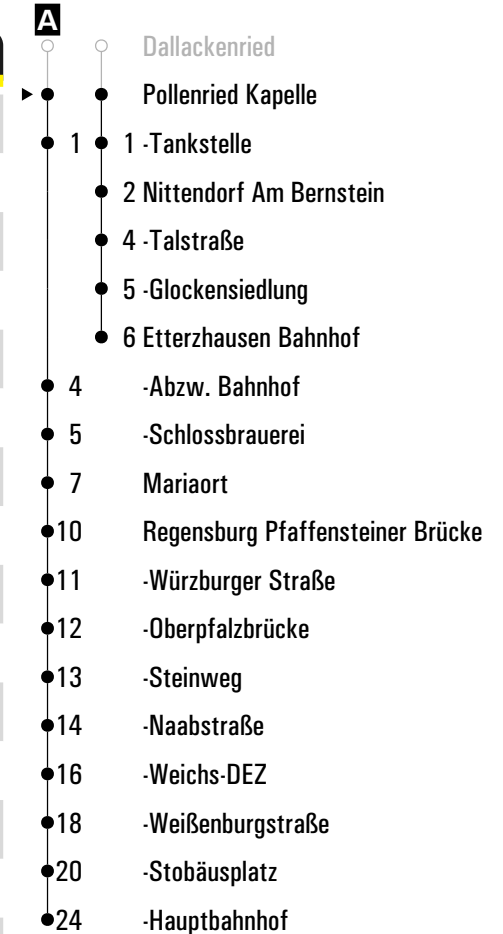 A
Dallackenried
Pollenried Kapelle
1 1 -Tankstelle
2 Nittendorf Am Bernstein
4 -Talstraße
5 -Glockensiedlung
6 Etterzhausen Bahnhof
4 -Abzw. Bahnhof
5 -Schlossbrauerei
7 Mariaort
10 Regensburg Pfaffensteiner Brücke
11 -Würzburger Straße
12 -Oberpfalzbrücke
13 -Steinweg
14 -Naabstraße
16 -Weichs-DEZ
18 -Weißenburgstraße
20 -Stobäusplatz
24 -Hauptbahnhof